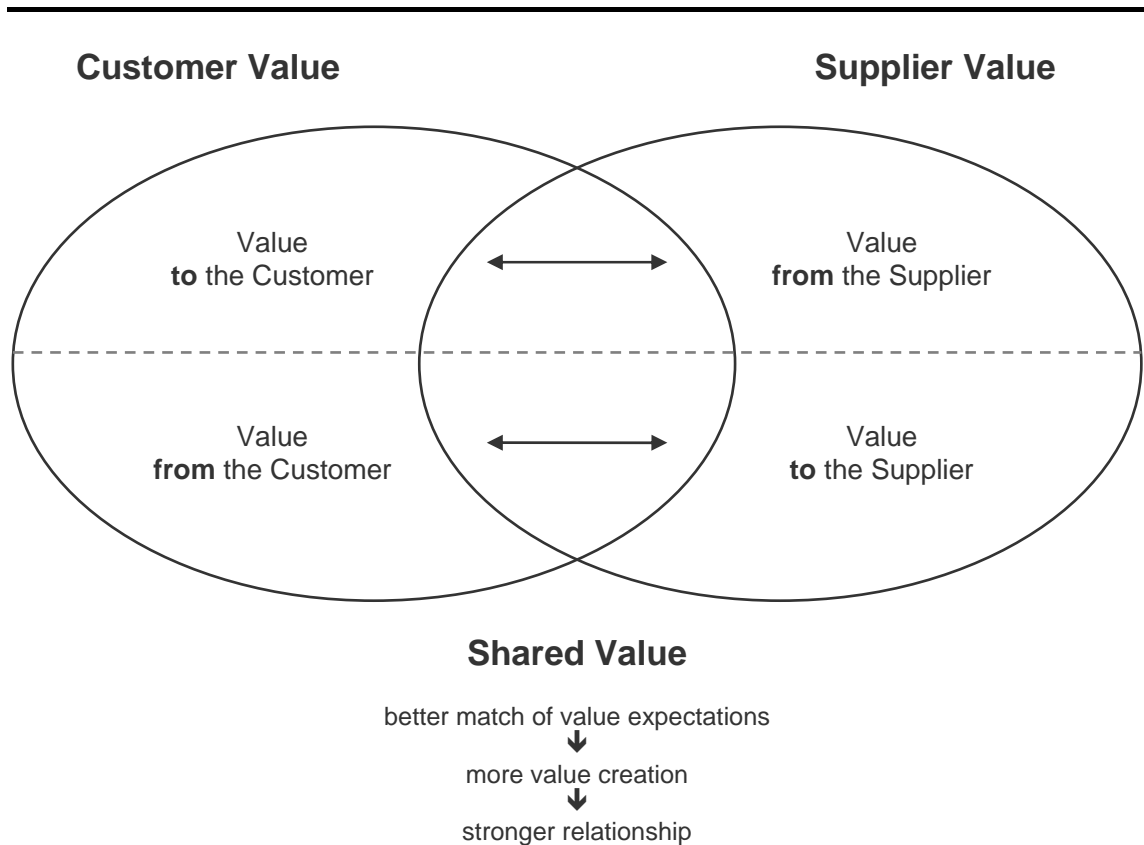 Customer Value
Supplier Value
Value
to the Customer
Value
from the Supplier
Value
from the Customer
Value
to the Supplier
Shared Value
better match of value expectations
more value creation
stronger relationship